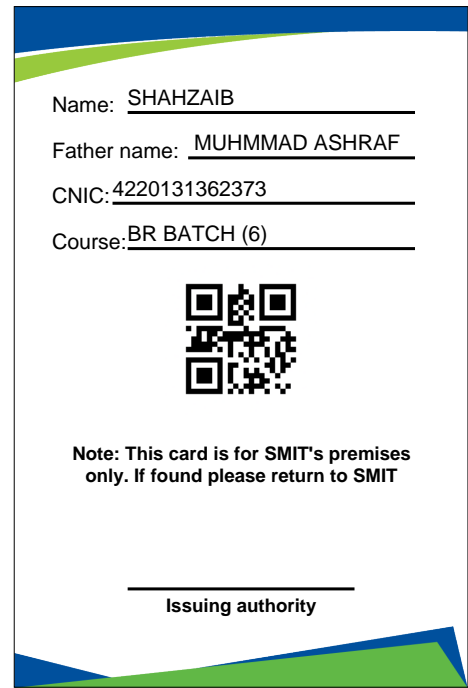 Name: SHAHZAIB
Father name: MUHMMAD ASHRAF
CNIC: 4220131362373
Course: BR BATCH (6)
Note: This card is for SMIT's premises
only. If found please return to SMIT
Issuing authority